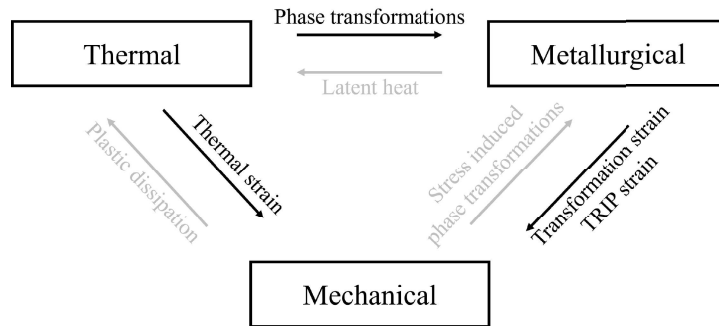 Phase transformations
Thermal
Metallurgical
Latent heat
Plastic dissipation
Thermal strain
Stress induced
phase transformations
Transformation strain
TRIP strain
Mechanical